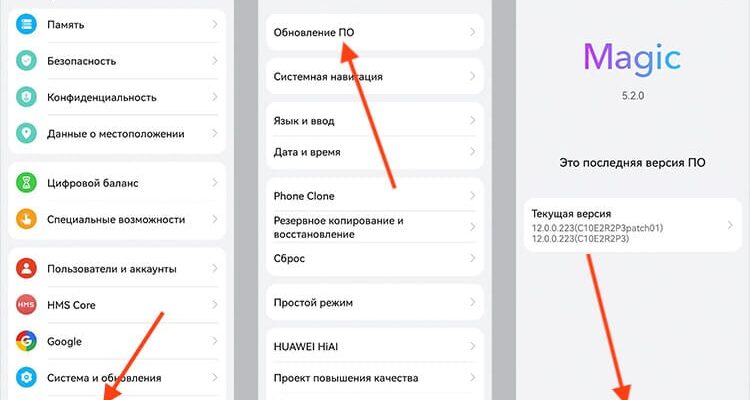 Память
Безопасность
Конфиденциальность
Данные о местоположении
Цифровой баланс
Специальные возможности
Пользователи и аккаунты
HMS
HMS Core
Google
Система и обновления
Обновление ПО
Системная навигация
Язык и ввод
Дата и время
Phone Clone
Резервное копирование и
восстановление
Сброс
Простой режим
HUAWEI HiAI
Проект повышения качества
Magic
5.2.0
Это последняя версия ПО
Текущая версия
12.0.0.223(C10E2R2P3patch01)
12.0.0.223(C10E2R2P3)